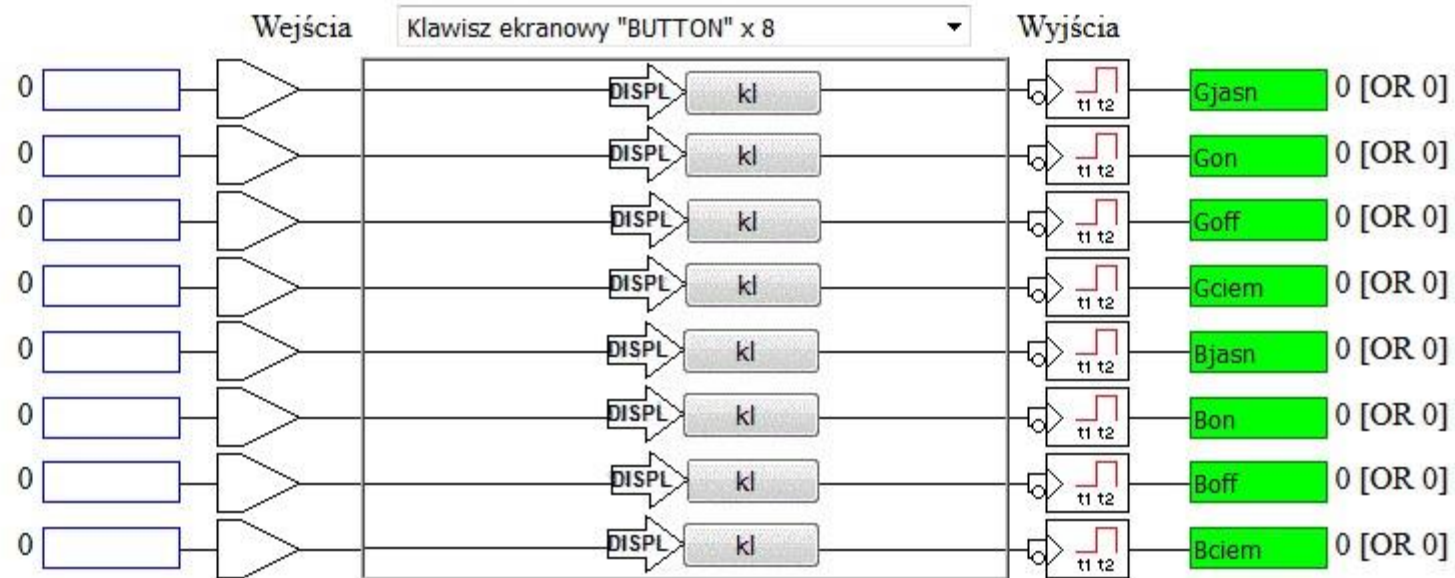 Wejścia Klawisz ekranowy "BUTTON" x 8 Wyjścia
0 DISPL kl t1 t2 Gjasn 0 [OR 0]
0 DISPL kl t1 t2 Gon 0 [OR 0]
0 DISPL kl t1 t2 Goff 0 [OR 0]
0 DISPL kl t1 t2 Gciem 0 [OR 0]
0 DISPL kl t1 t2 Bjasn 0 [OR 0]
0 DISPL kl t1 t2 Bon 0 [OR 0]
0 DISPL kl t1 t2 Boff 0 [OR 0]
0 DISPL kl t1 t2 Bciem 0 [OR 0]